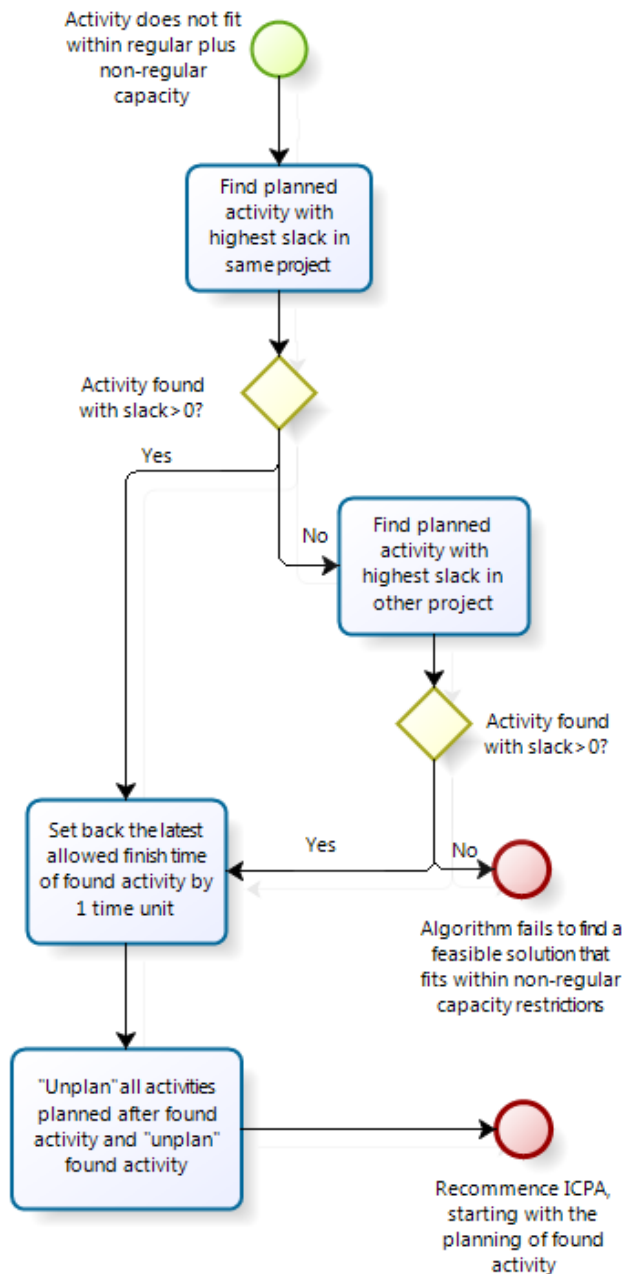 Activity does not fit
within regular plus
non-regular
capacity
Find planned
activity with
highest slack in
same project
Activity found
with slack>0?
Yes
No
Find planned
activity with
highest slack in
other project
Activity found
with slack>0?
Set back the latest
allowed finish time
of found activity by
1 time unit
Yes
No
Algorithm fails to find a
feasible solution that
fits within non-regular
capacity restrictions
"Unplan" all activities
planned after found
activity and "unplan"
found activity
Recommence ICPA,
starting with the
planning of found
activity